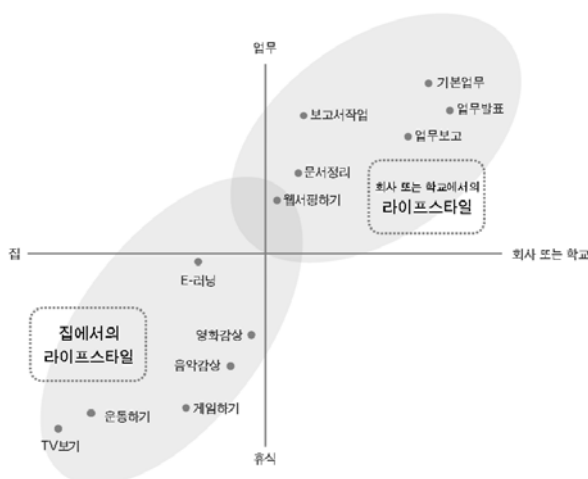 업무
기본업무
보고서작업
업무발표
업무보고
문서정리
회사 또는 학교에서의
라이프스타일
웹서핑하기
집
회사 또는 학교
E-러닝
집에서의
라이프스타일
영화감상
음악감상
게임하기
운동하기
TV보기
휴식